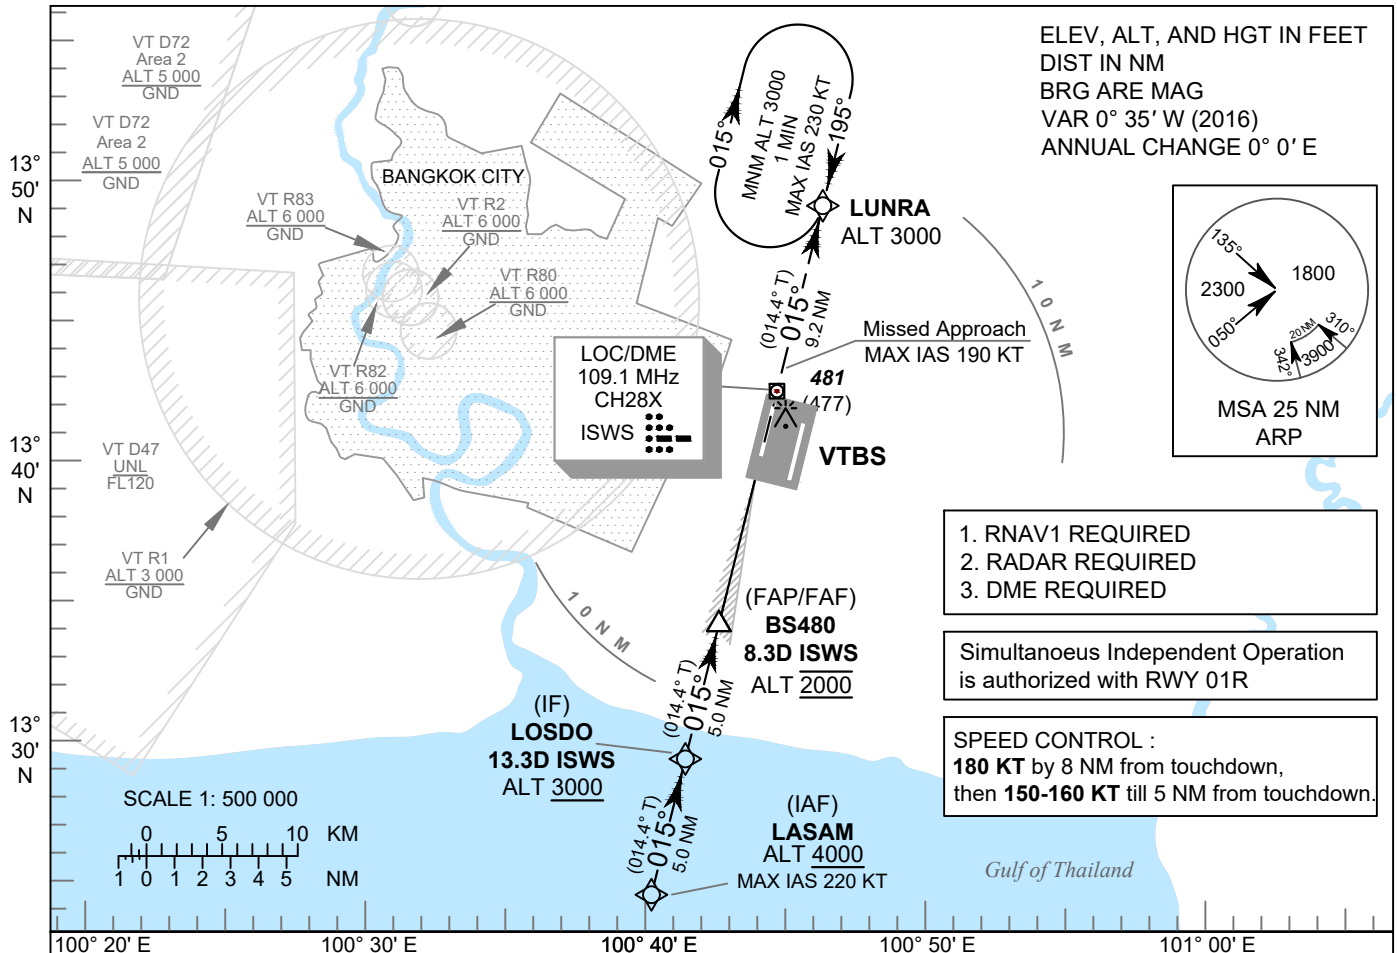 ELEV, ALT, AND HGT IN FEET
DIST IN NM
BRG ARE MAG
VAR 0° 35' W (2016)
ANNUAL CHANGE 0° 0' E
VT D72
Area 2
ALT 5 000
GND
VT D72
Area 2
ALT 5 000
GND
13°
50'
N
BANGKOK CITY
VT R83
ALT 6 000
GND
VT R2
ALT 6 000
GND
VT R80
ALT 6 000
GND
VT R82
ALT 6 000
GND
015°
MNM ALT 3000
1 MIN
MAX IAS 230 KT
195°
LUNRA
ALT 3000
(014.4° T)
015°
9.2 NM
10 NM
135°
1800
2300
050°
20 NM
310°
342°
3900
MSA 25 NM
ARP
Missed Approach
MAX IAS 190 KT
LOC/DME
109.1 MHz
CH28X
ISWS
481
(477)
VTBS
13°
40'
N
VT D47
UNL
FL120
VT R1
ALT 3 000
GND
1. RNAV1 REQUIRED
2. RADAR REQUIRED
3. DME REQUIRED
10 NM
(FAP/FAF)
BS480
8.3D ISWS
ALT 2000
Simultanoeus Independent Operation
is authorized with RWY 01R
(014.4° T)
015°
5.0 NM
(IF)
LOSDO
13.3D ISWS
ALT 3000
13°
30'
N
SPEED CONTROL :
180 KT by 8 NM from touchdown,
then 150-160 KT till 5 NM from touchdown.
SCALE 1: 500 000
0 5 10 KM
1 0 1 2 3 4 5 NM
(014.4° T)
015°
5.0 NM
(IAF)
LASAM
ALT 4000
MAX IAS 220 KT
Gulf of Thailand
100° 20' E 100° 30' E 100° 40' E 100° 50' E 101° 00' E